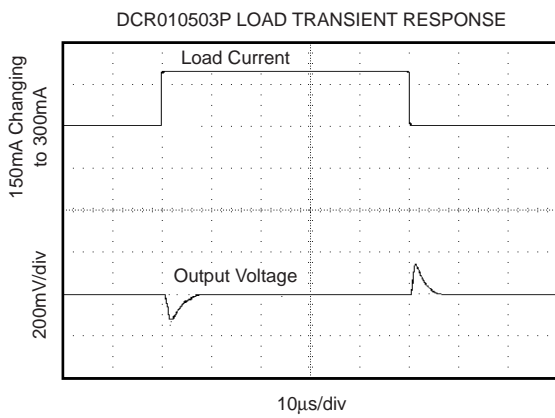 DCR010503P LOAD TRANSIENT RESPONSE
Load Current
150mA Changing
to 300mA
Output Voltage
200mV/div
10μs/div